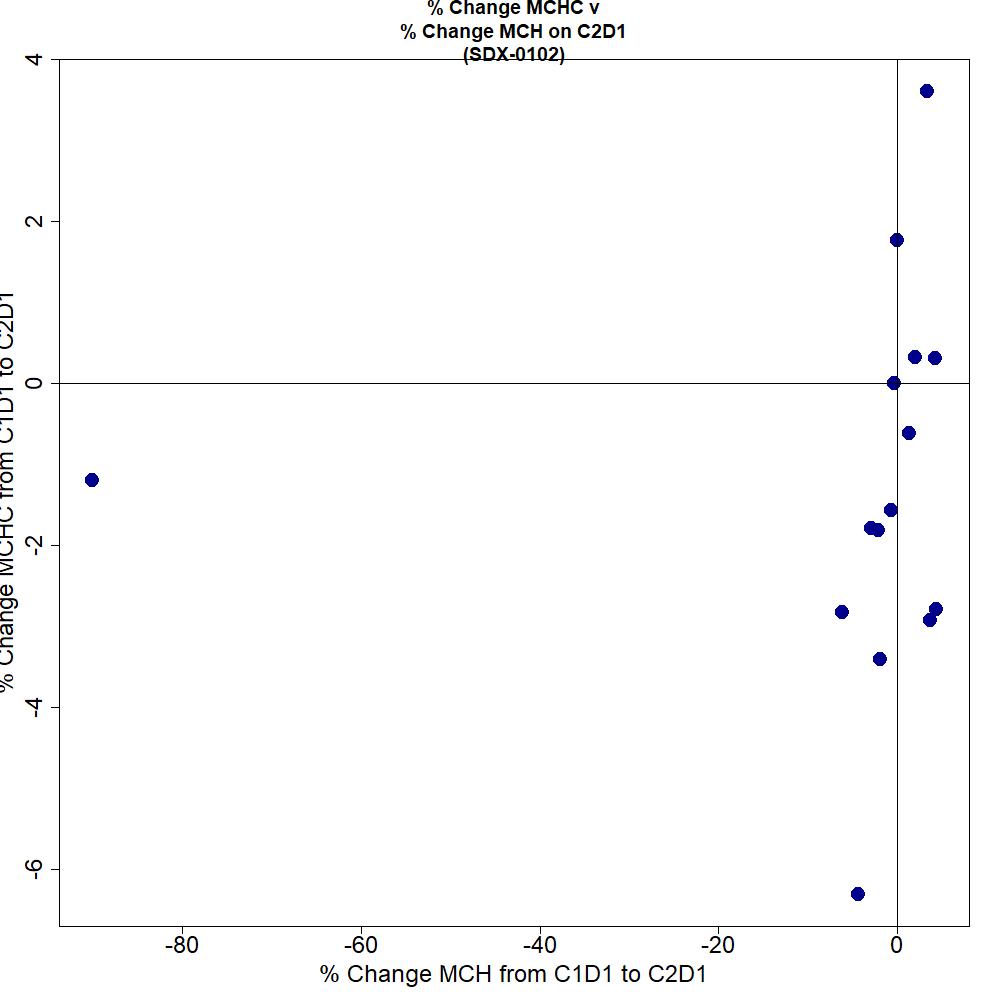 % Change MCHC v
% Change MCH on C2D1
(SDX-0102)
4
2
0
-2
-4
-6
% Change MCHC from C1D1 to C2D1
-80
-60
-40
-20
0
% Change MCH from C1D1 to C2D1